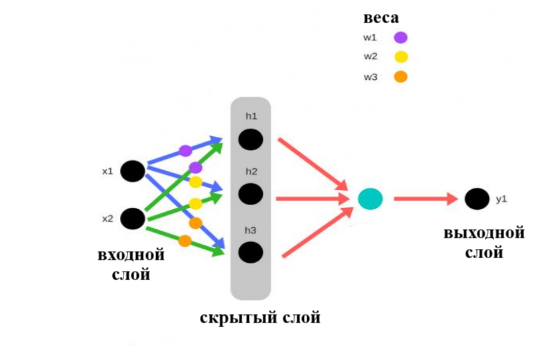 веса
w1
w2
w3
h1
x1
h2
x2
y1
h3
входной
слой
выходной
слой
скрытый слой